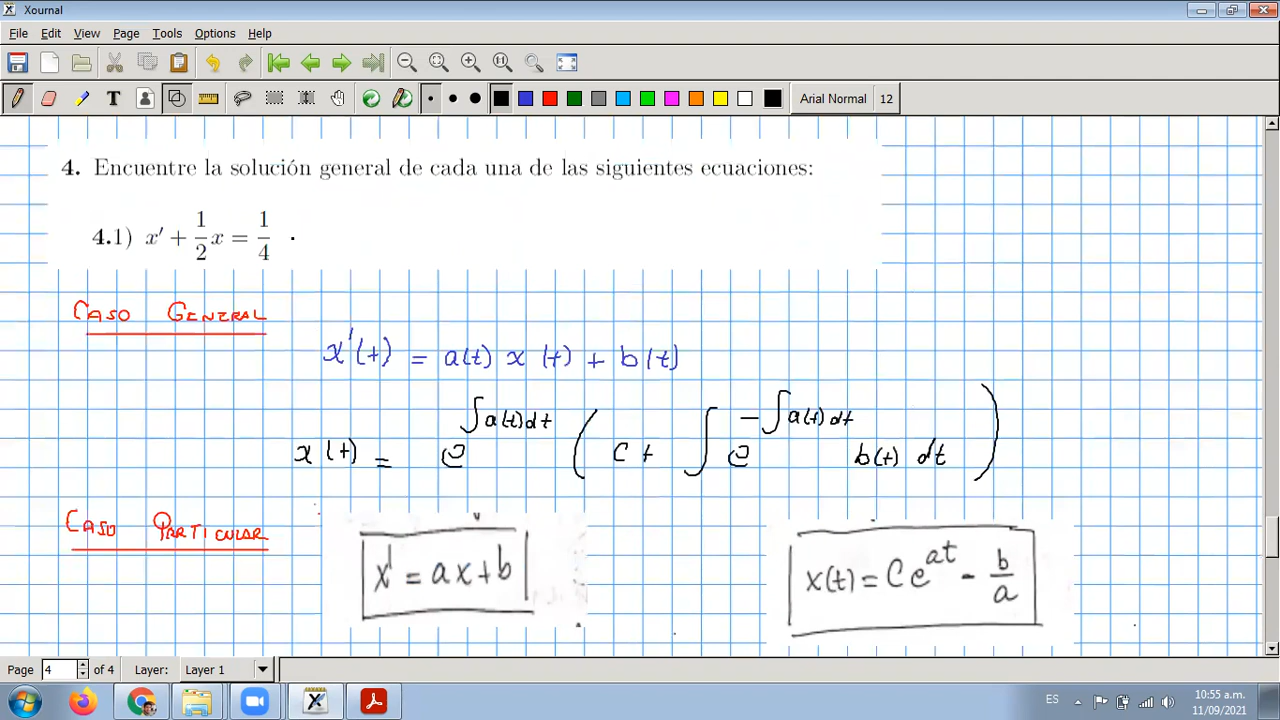 Xournal
File Edit View Page Tools Options Help
Arial Normal 12
4. Encuentre la solución general de cada una de las siguientes ecuaciones:
4.1) x′ + 1/2 x = 1/4
CASO GENERAL
x'(t) = a(t) x(t) + b(t)
x(t) = e^{∫a(t)dt} ( C + ∫ e^{-∫a(t)dt} b(t) dt )
CASO PARTICULAR
x' = ax+b
x(t) = C e^{at} - b/a
Page 4 of 4 Layer: Layer 1
ES 10:55 a.m.
11/09/2021